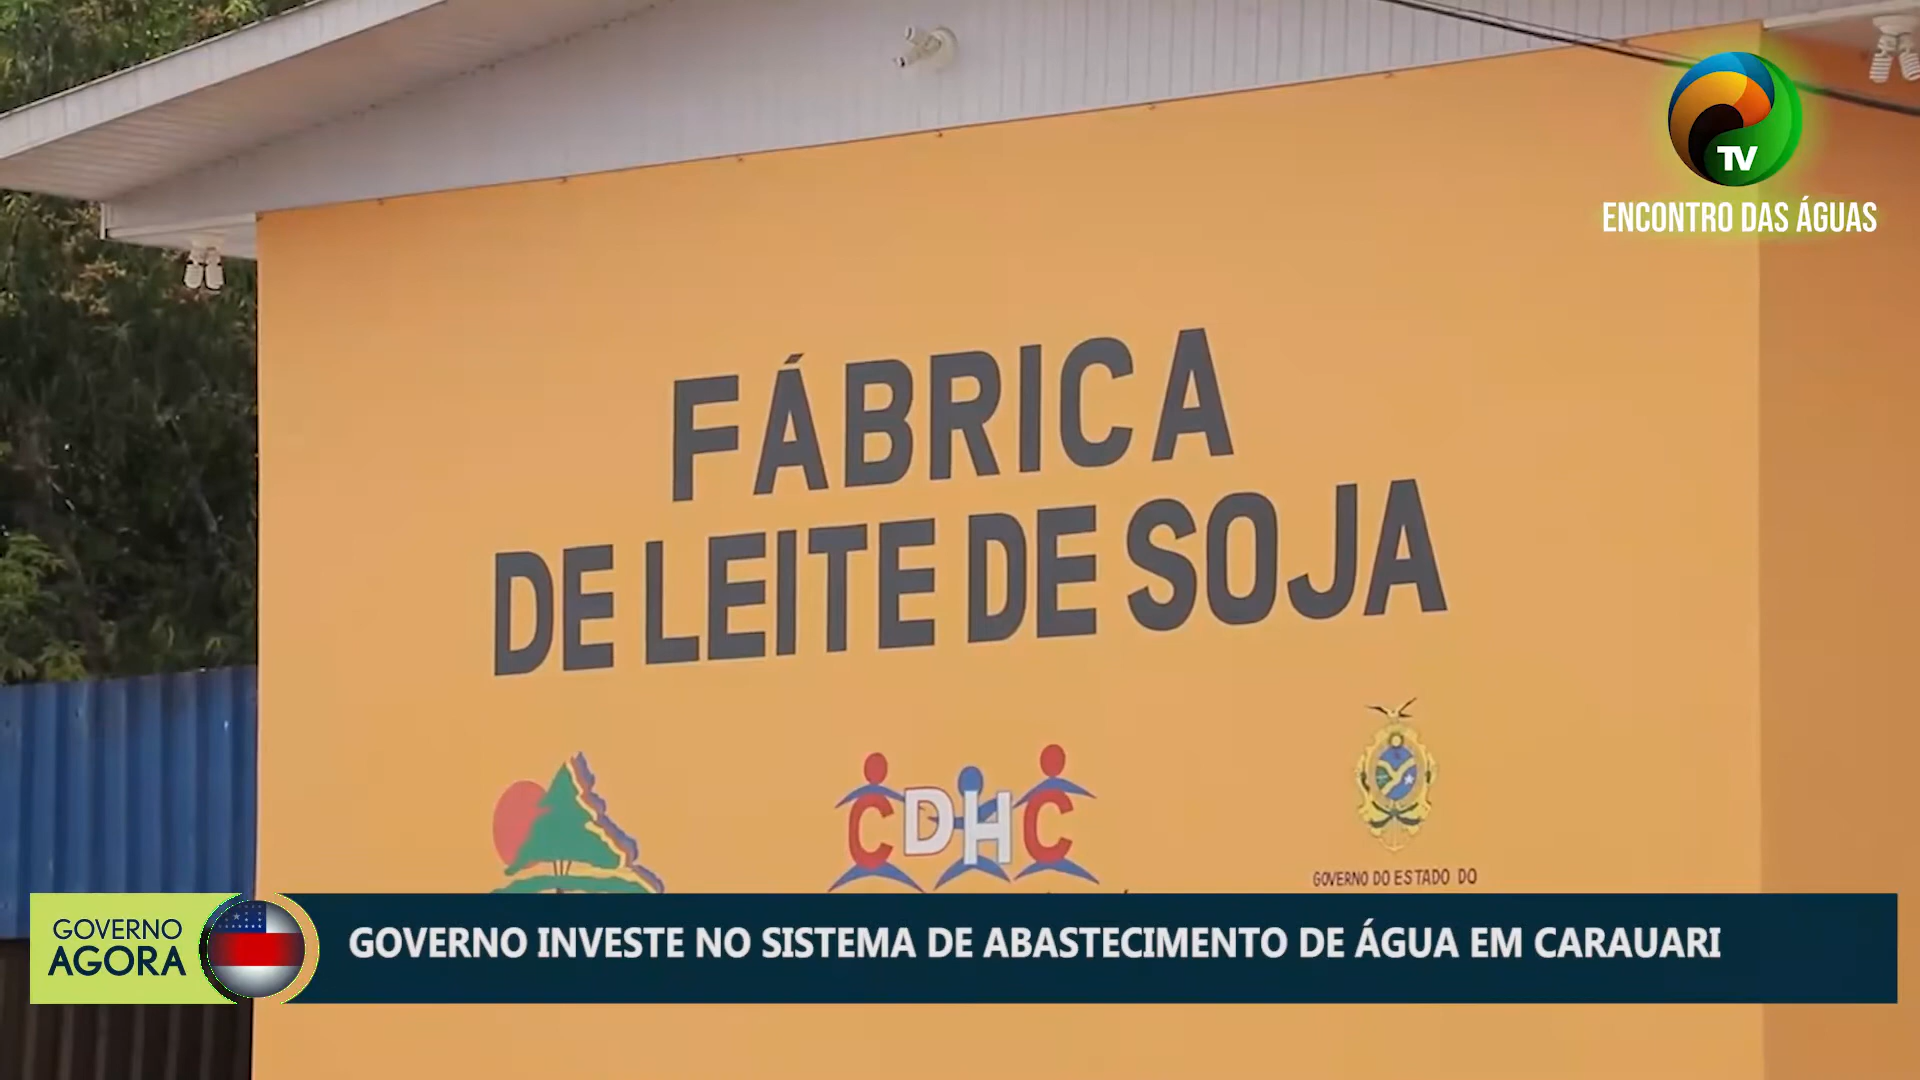 TV
ENCONTRO DAS ÁGUAS
FÁBRICA
DE LEITE DE SOJA
CDHC
GOVERNO DO ESTADO DO
GOVERNO
AGORA
GOVERNO INVESTE NO SISTEMA DE ABASTECIMENTO DE ÁGUA EM CARAUARI